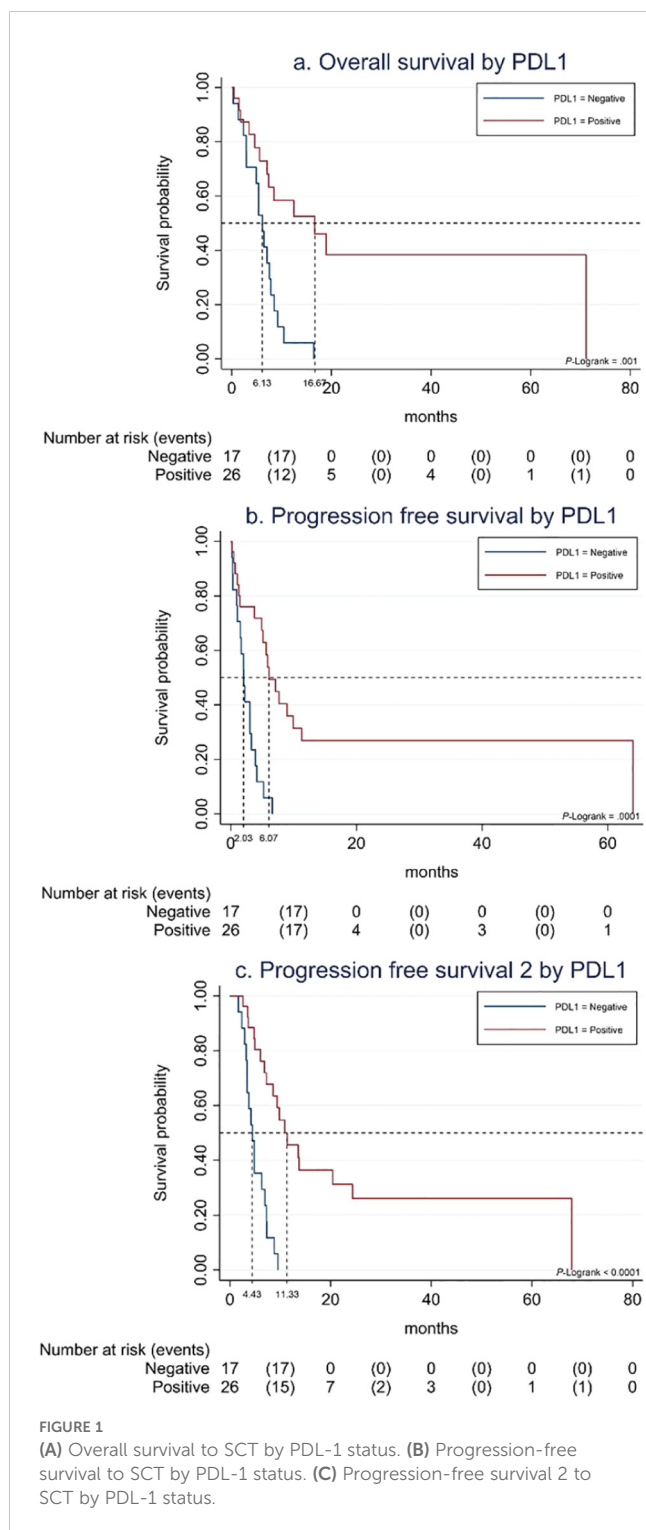 a. Overall survival by PDL1
PDL1 = Negative
PDL1 = Positive
Survival probability
1.00
0.80
0.60
0.40
0.20
0.00
P-Logrank = .001
0 6.13 16.67 20 40 60 80
months
Number at risk (events)
Negative 17 (17) 0 (0) 0 (0) 0 (0) 0
Positive 26 (12) 5 (0) 4 (0) 1 (1) 0
b. Progression free survival by PDL1
PDL1 = Negative
PDL1 = Positive
Survival probability
1.00
0.80
0.60
0.40
0.20
0.00
P-Logrank = .0001
0 2.03 6.07 20 40 60
months
Number at risk (events)
Negative 17 (17) 0 (0) 0 (0) 0
Positive 26 (17) 4 (0) 3 (0) 1
c. Progression free survival 2 by PDL1
PDL1 = Negative
PDL1 = Positive
Survival probability
1.00
0.80
0.60
0.40
0.20
0.00
P-Logrank < 0.0001
0 4.43 11.33 20 40 60 80
months
Number at risk (events)
Negative 17 (17) 0 (0) 0 (0) 0 (0) 0
Positive 26 (15) 7 (2) 3 (0) 1 (1) 0
FIGURE 1
(A) Overall survival to SCT by PDL-1 status. (B) Progression-free
survival to SCT by PDL-1 status. (C) Progression-free survival 2 to
SCT by PDL-1 status.